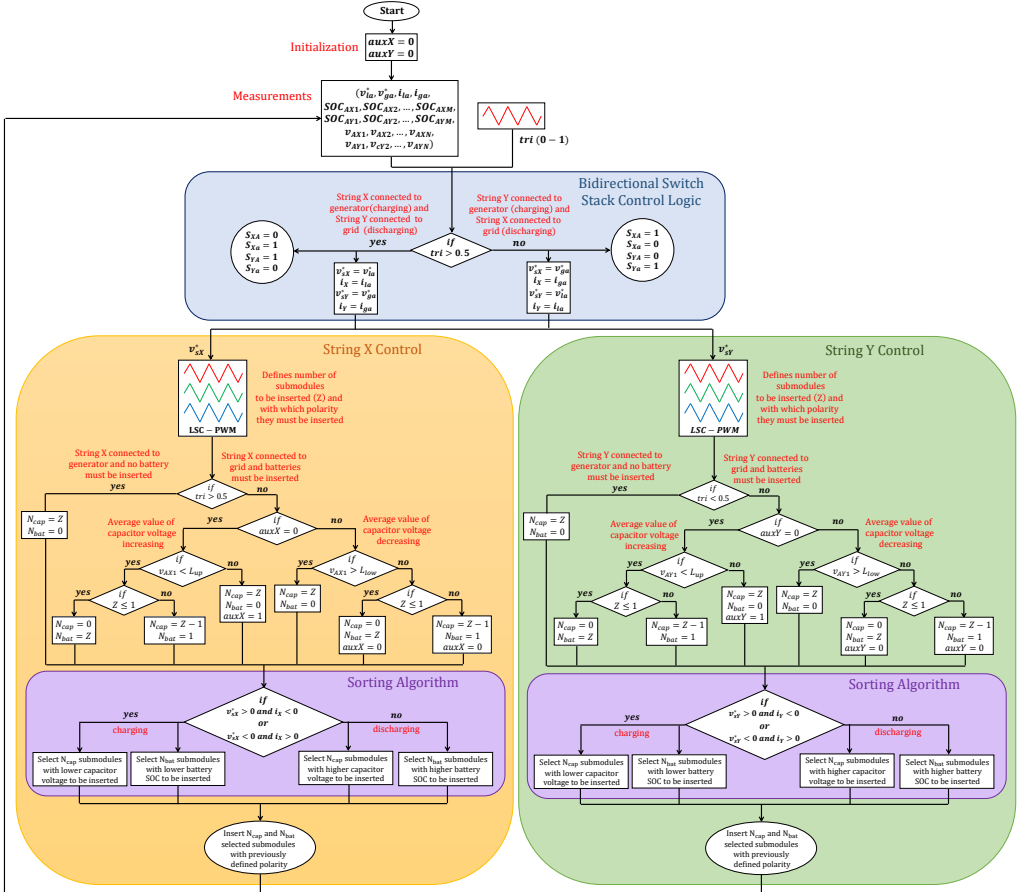 Start
Initialization
auxX = 0
auxY = 0
Measurements
(v*la, v*ga, ila, iga,
SOCAX1, SOCAX2, ..., SOCAXM,
SOCAY1, SOCAY2, ..., SOCAYM,
vAX1, vAX2, ..., vAXN,
vAY1, vcY2, ..., vAYN)
tri (0 − 1)
Bidirectional Switch
Stack Control Logic
String X connected to
generator(charging) and
String Y connected to
grid (discharging)
String Y connected to
generator (charging) and
String X connected to
grid (discharging)
yes
if
tri > 0.5
no
SXA = 0
SXa = 1
SYA = 1
SYa = 0
SXA = 1
SXa = 0
SYA = 0
SYa = 1
v*sX = v*la
iX = ila
v*sY = v*ga
iY = iga
v*sX = v*ga
iX = iga
v*sY = v*la
iY = ila
v*sX
String X Control
LSC − PWM
Defines number of
submodules
to be inserted (Z) and
with which polarity
they must be inserted
String X connected to
generator and no battery
must be inserted
String X connected to
grid and batteries
must be inserted
yes
if
tri > 0.5
no
Ncap = Z
Nbat = 0
yes
if
auxX = 0
no
Average value of
capacitor voltage
increasing
Average value of
capacitor voltage
decreasing
yes
if
vAX1 < Lup
no
yes
if
vAX1 > Llow
no
yes
if
Z ≤ 1
no
Ncap = Z
Nbat = 0
auxX = 1
Ncap = Z
Nbat = 0
yes
if
Z ≤ 1
no
Ncap = 0
Nbat = Z
Ncap = Z − 1
Nbat = 1
Ncap = 0
Nbat = Z
auxX = 0
Ncap = Z − 1
Nbat = 1
auxX = 0
Sorting Algorithm
yes
charging
if
v*sX > 0 and iX < 0
or
v*sX < 0 and iX > 0
no
discharging
Select Ncap submodules
with lower capacitor
voltage to be inserted
Select Nbat submodules
with lower battery
SOC to be inserted
Select Ncap submodules
with higher capacitor
voltage to be inserted
Select Nbat submodules
with higher battery
SOC to be inserted
Insert Ncap and Nbat
selected submodules
with previously
defined polarity
v*sY
String Y Control
LSC − PWM
Defines number of
submodules
to be inserted (Z) and
with which polarity
they must be inserted
String Y connected to
generator and no battery
must be inserted
String Y connected to
grid and batteries
must be inserted
yes
if
tri < 0.5
no
Ncap = Z
Nbat = 0
yes
if
auxY = 0
no
Average value of
capacitor voltage
increasing
Average value of
capacitor voltage
decreasing
yes
if
vAY1 < Lup
no
yes
if
vAY1 > Llow
no
yes
if
Z ≤ 1
no
Ncap = Z
Nbat = 0
auxY = 1
Ncap = Z
Nbat = 0
yes
if
Z ≤ 1
no
Ncap = 0
Nbat = Z
Ncap = Z − 1
Nbat = 1
Ncap = 0
Nbat = Z
auxY = 0
Ncap = Z − 1
Nbat = 1
auxY = 0
Sorting Algorithm
yes
charging
if
v*sY > 0 and iY < 0
or
v*sY < 0 and iY > 0
no
discharging
Select Ncap submodules
with lower capacitor
voltage to be inserted
Select Nbat submodules
with lower battery
SOC to be inserted
Select Ncap submodules
with higher capacitor
voltage to be inserted
Select Nbat submodules
with higher battery
SOC to be inserted
Insert Ncap and Nbat
selected submodules
with previously
defined polarity